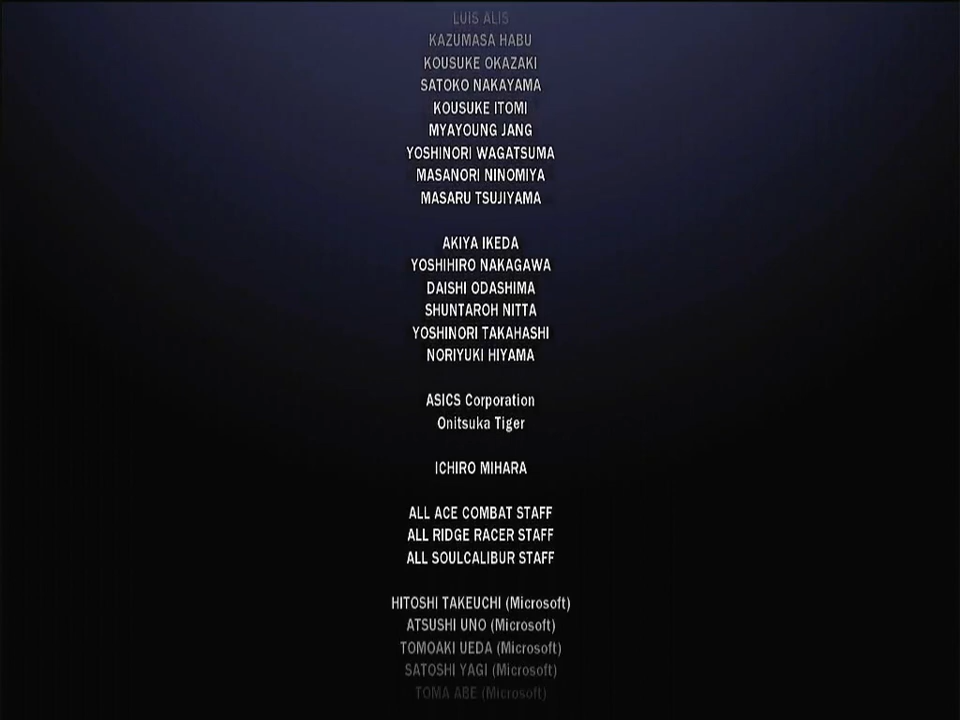 LUIS ALIS
KAZUMASA HABU
KOUSUKE OKAZAKI
SATOKO NAKAYAMA
KOUSUKE ITOMI
MYAYOUNG JANG
YOSHINORI WAGATSUMA
MASANORI NINOMIYA
MASARU TSUJIYAMA
AKIYA IKEDA
YOSHIHIRO NAKAGAWA
DAISHI ODASHIMA
SHUNTAROH NITTA
YOSHINORI TAKAHASHI
NORIYUKI HIYAMA
ASICS Corporation
Onitsuka Tiger
ICHIRO MIHARA
ALL ACE COMBAT STAFF
ALL RIDGE RACER STAFF
ALL SOULCALIBUR STAFF
HITOSHI TAKEUCHI (Microsoft)
ATSUSHI UNO (Microsoft)
TOMOAKI UEDA (Microsoft)
SATOSHI YAGI (Microsoft)
TOMA ABE (Microsoft)